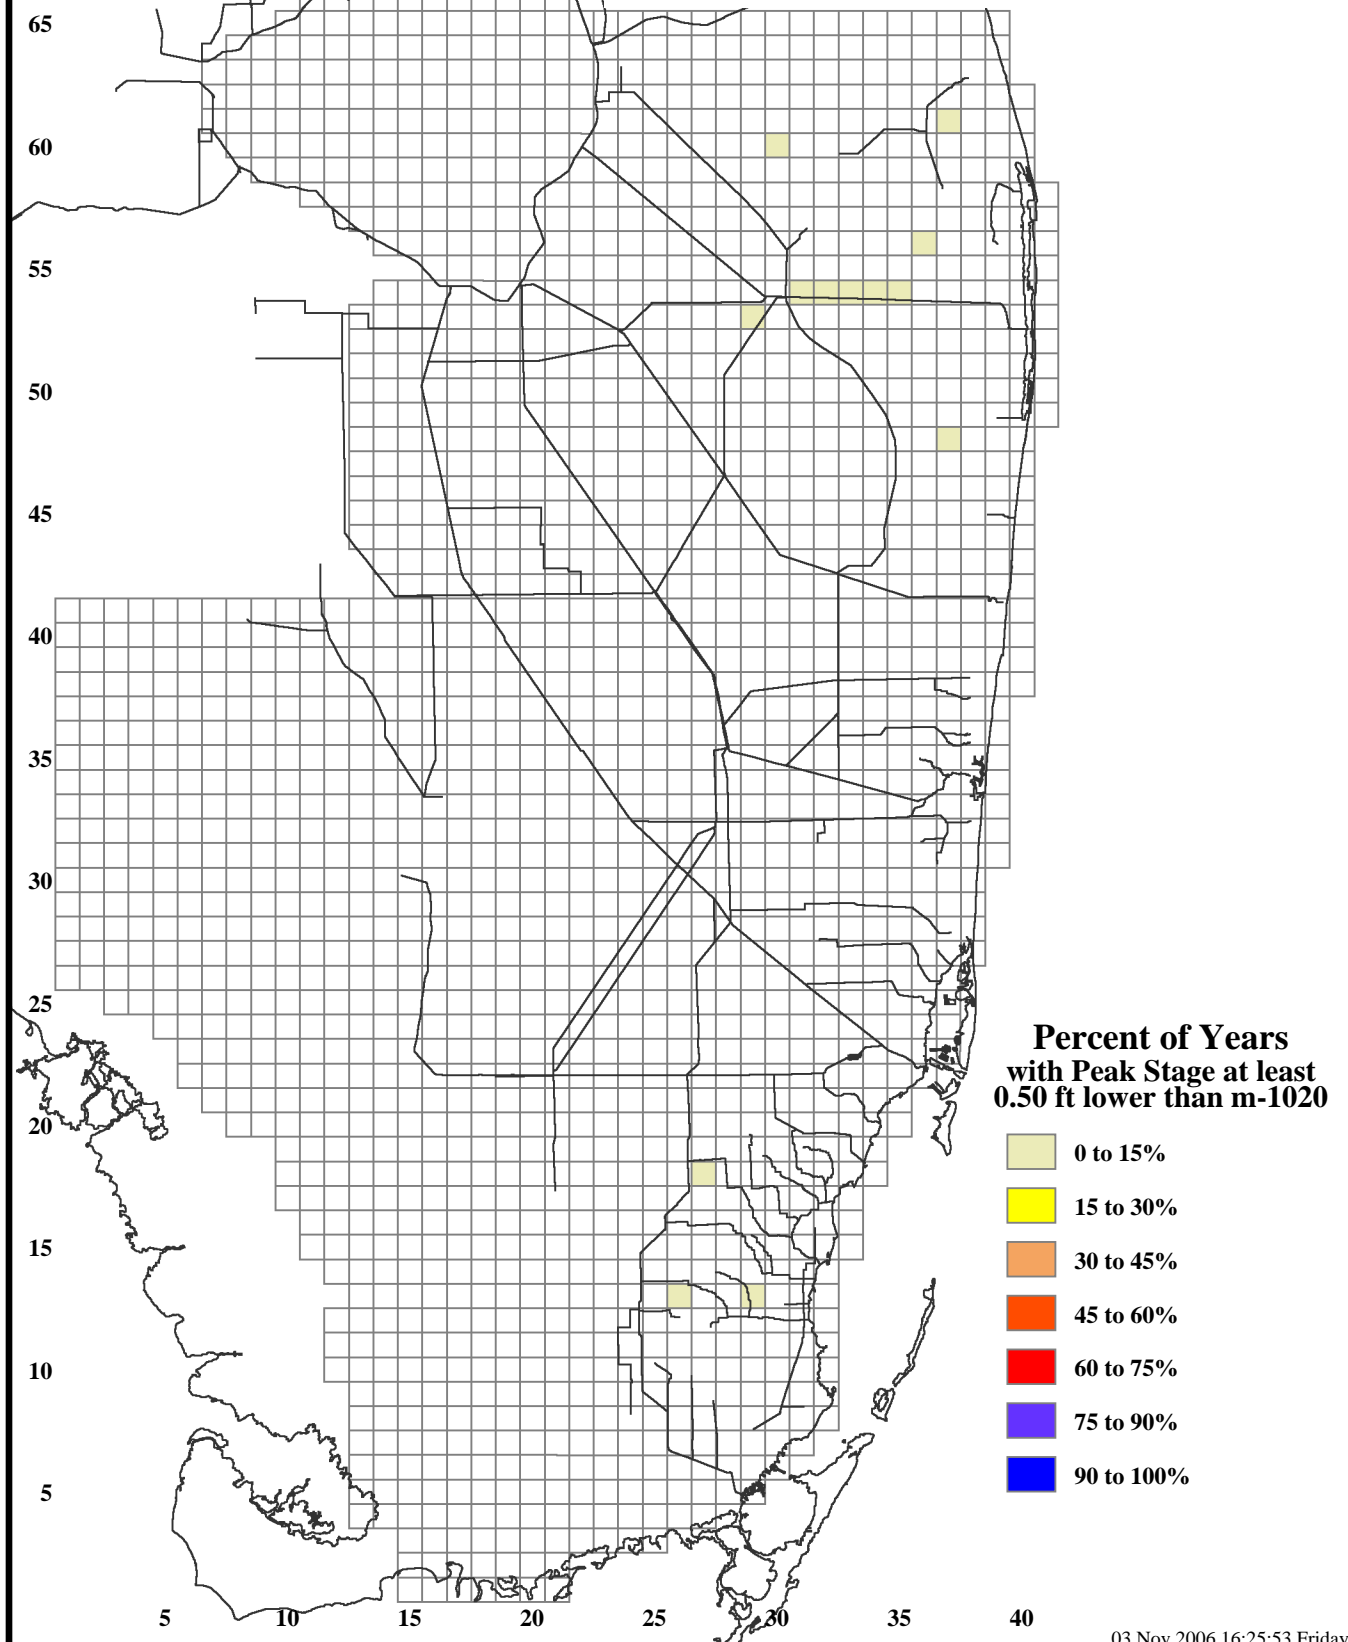 65
60
55
50
45
40
35
30
25
20
15
10
5
Percent of Years
with Peak Stage at least
0.50 ft lower than m-1020
0 to 15%
15 to 30%
30 to 45%
45 to 60%
60 to 75%
75 to 90%
90 to 100%
5 10 15 20 25 30 35 40
03 Nov 2006 16:25:53 Friday